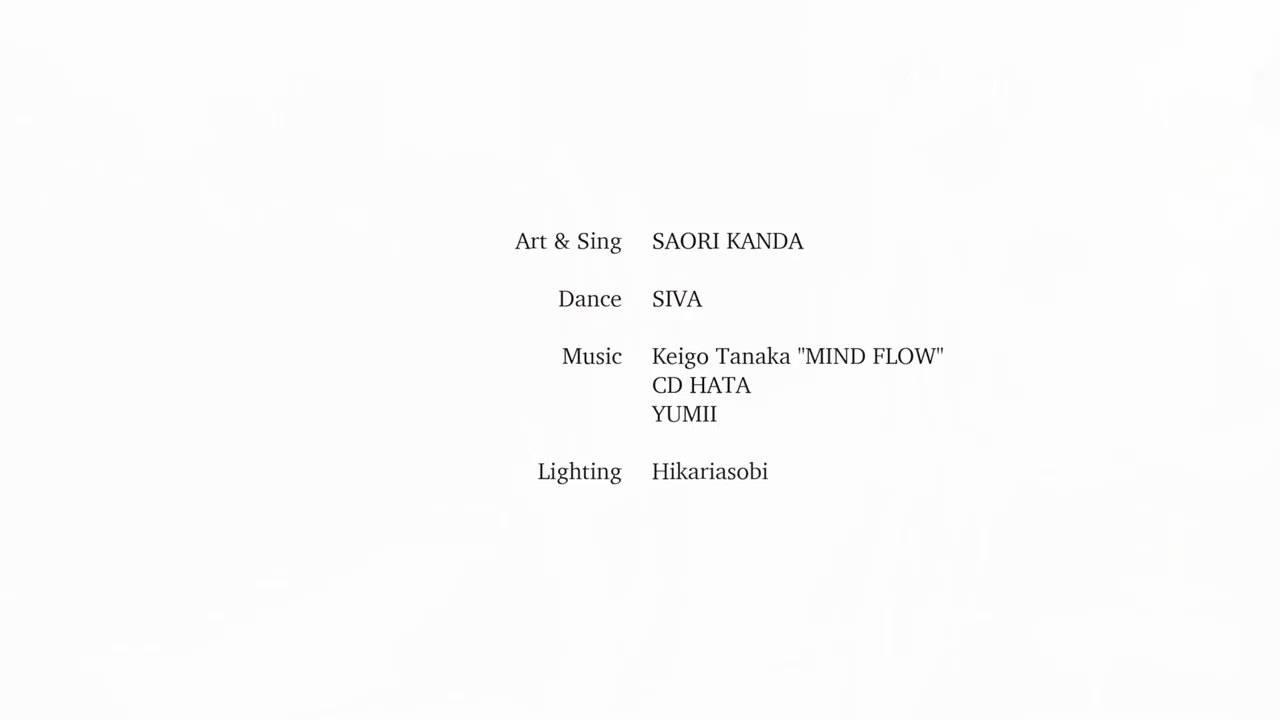 Art & Sing SAORI KANDA
Dance SIVA
Music Keigo Tanaka "MIND FLOW"
CD HATA
YUMII
Lighting Hikariasobi